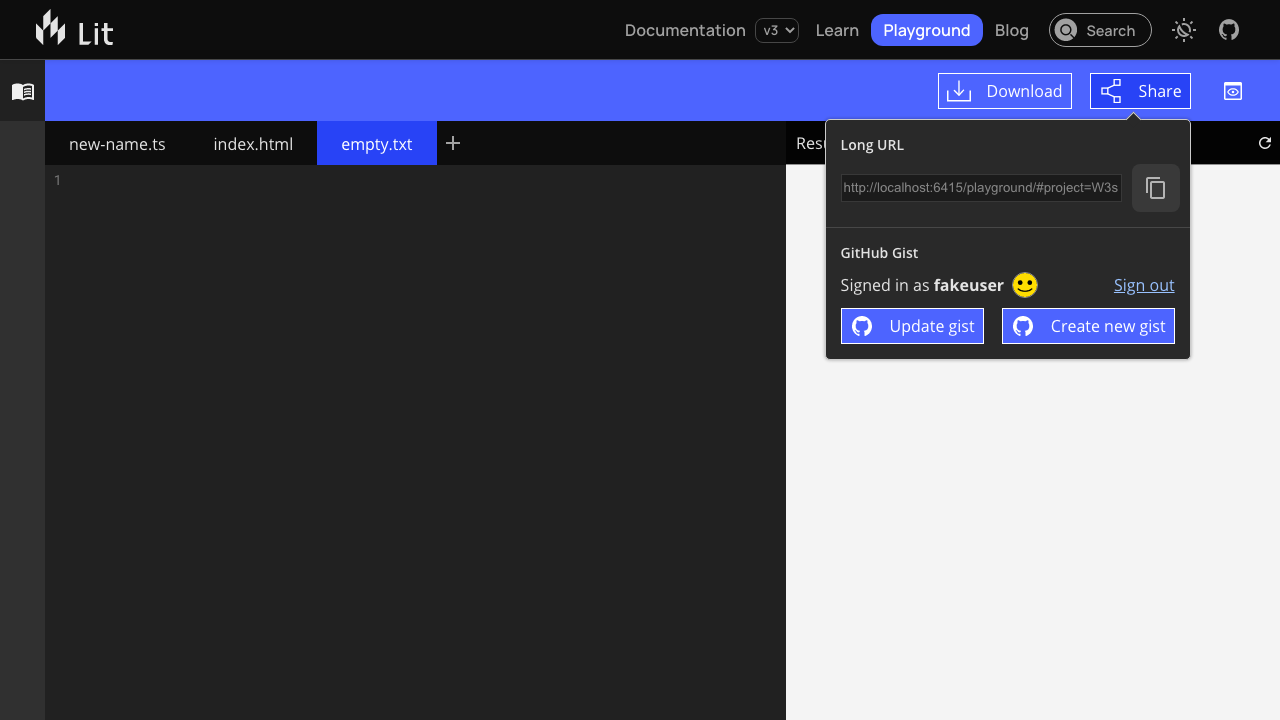 Lit
Documentation v3 Learn Playground Blog Search
Download Share
new-name.ts index.html empty.txt
1
Long URL
http://localhost:6415/playground/#project=W3s
GitHub Gist
Signed in as fakeuser Sign out
Update gist Create new gist